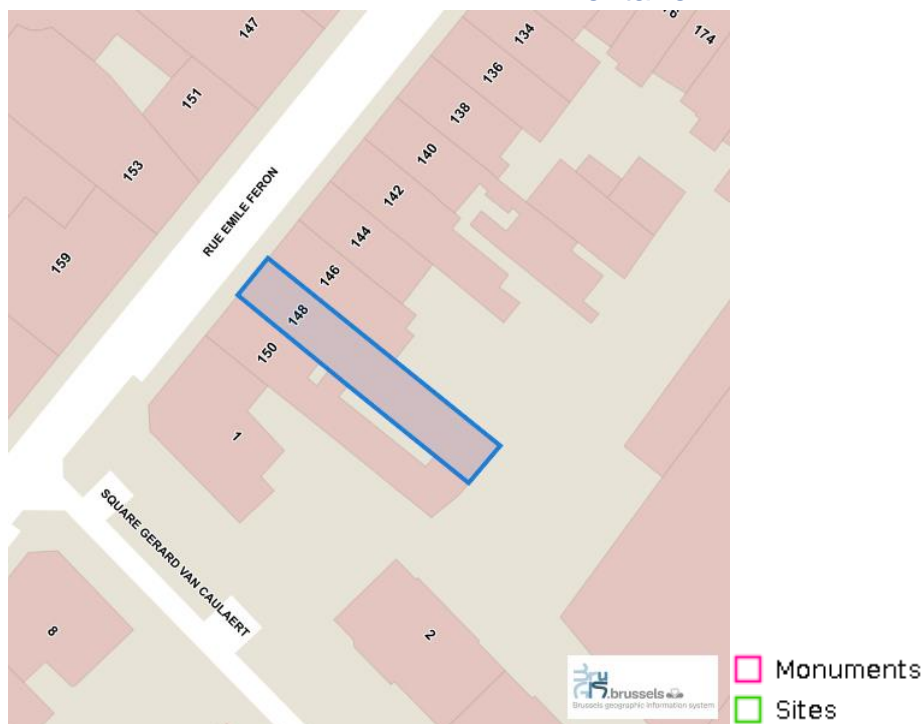 147
134
174
136
151
138
140
153
142
RUE EMILE FERON
144
159
146
148
150
1
SQUARE GERARD VAN CAULAERT
8
2
.brussels
Brussels geographic information system
Monuments
Sites